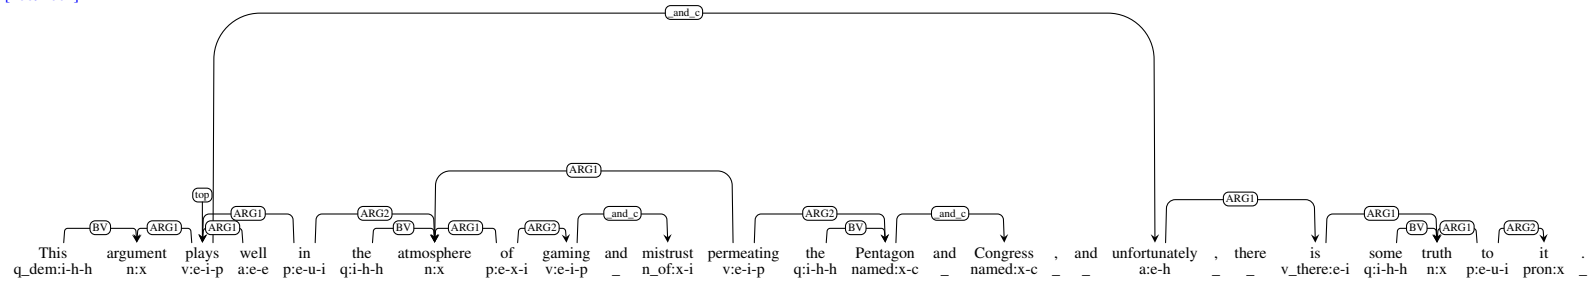 _and_c
ARG1
top
ARG1 ARG2 _and_c ARG2 _and_c ARG1 ARG1
BV ARG1 ARG1 BV ARG1 ARG2 BV BV ARG1 ARG2
This argument plays well in the atmosphere of gaming and mistrust permeating the Pentagon and Congress , and unfortunately , there is some truth to it .
q_dem:i-h-h n:x v:e-i-p a:e-e p:e-u-i q:i-h-h n:x p:e-x-i v:e-i-p _ n_of:x-i v:e-i-p q:i-h-h named:x-c _ named:x-c _ _ a:e-h _ _ v_there:e-i q:i-h-h n:x p:e-u-i pron:x _